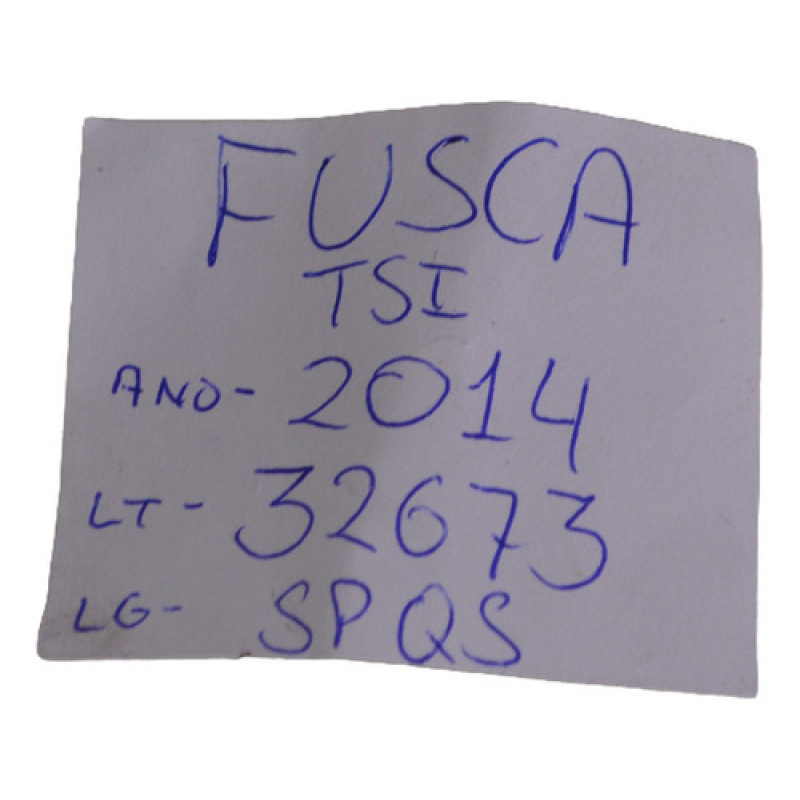 FUSCA
TSI
ANO- 2014
LT- 32673
LG- SPQS